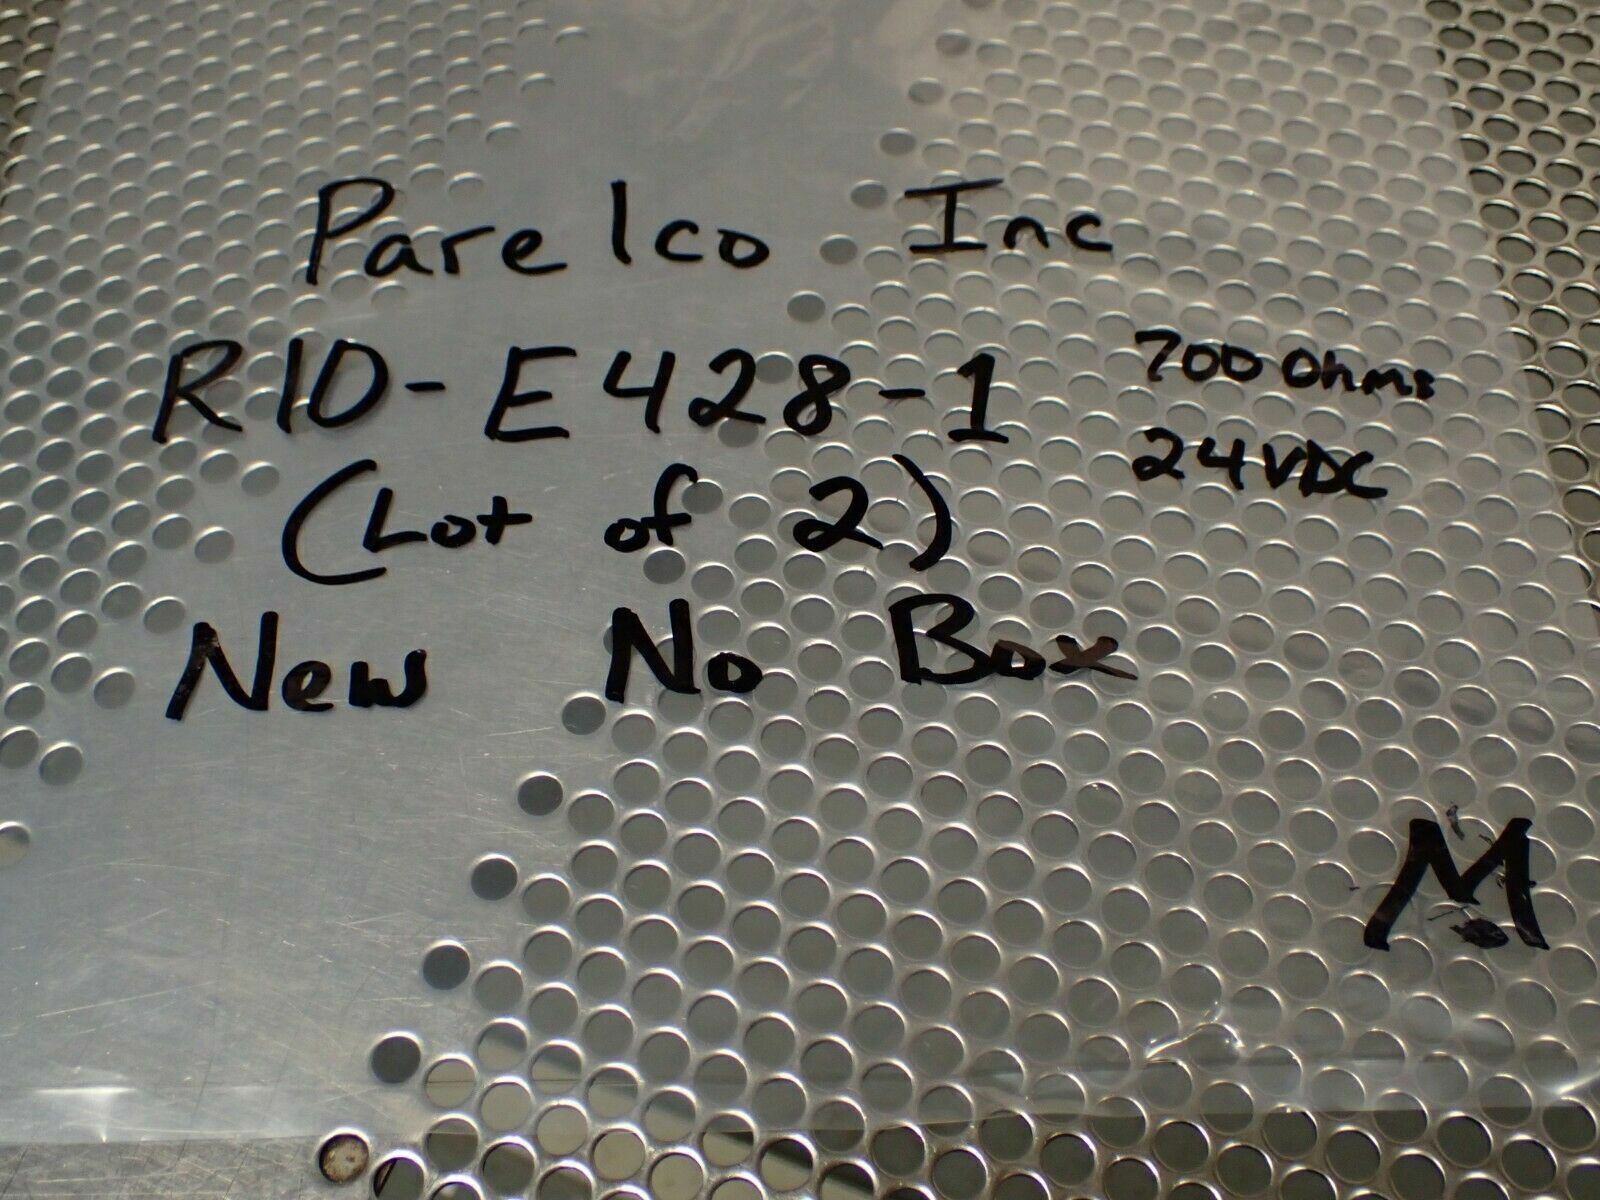 Parelco Inc
R10-E428-1
700 Ohms
24VDC
(Lot of 2)
New No Box
M